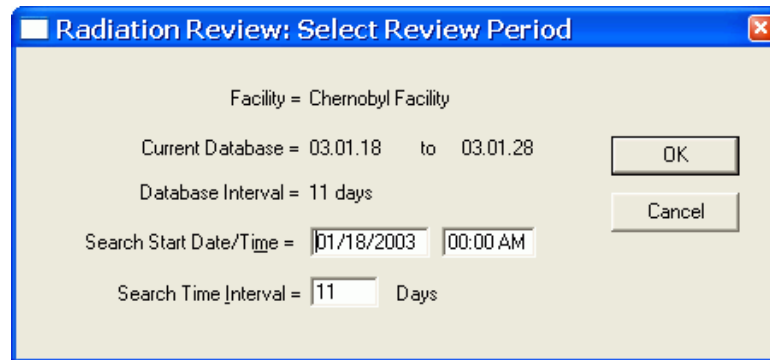 Radiation Review: Select Review Period
Facility = Chernobyl Facility
Current Database = 03.01.18 to 03.01.28
OK
Database Interval = 11 days
Cancel
Search Start Date/Time = 01/18/2003 00:00 AM
Search Time Interval = 11 Days